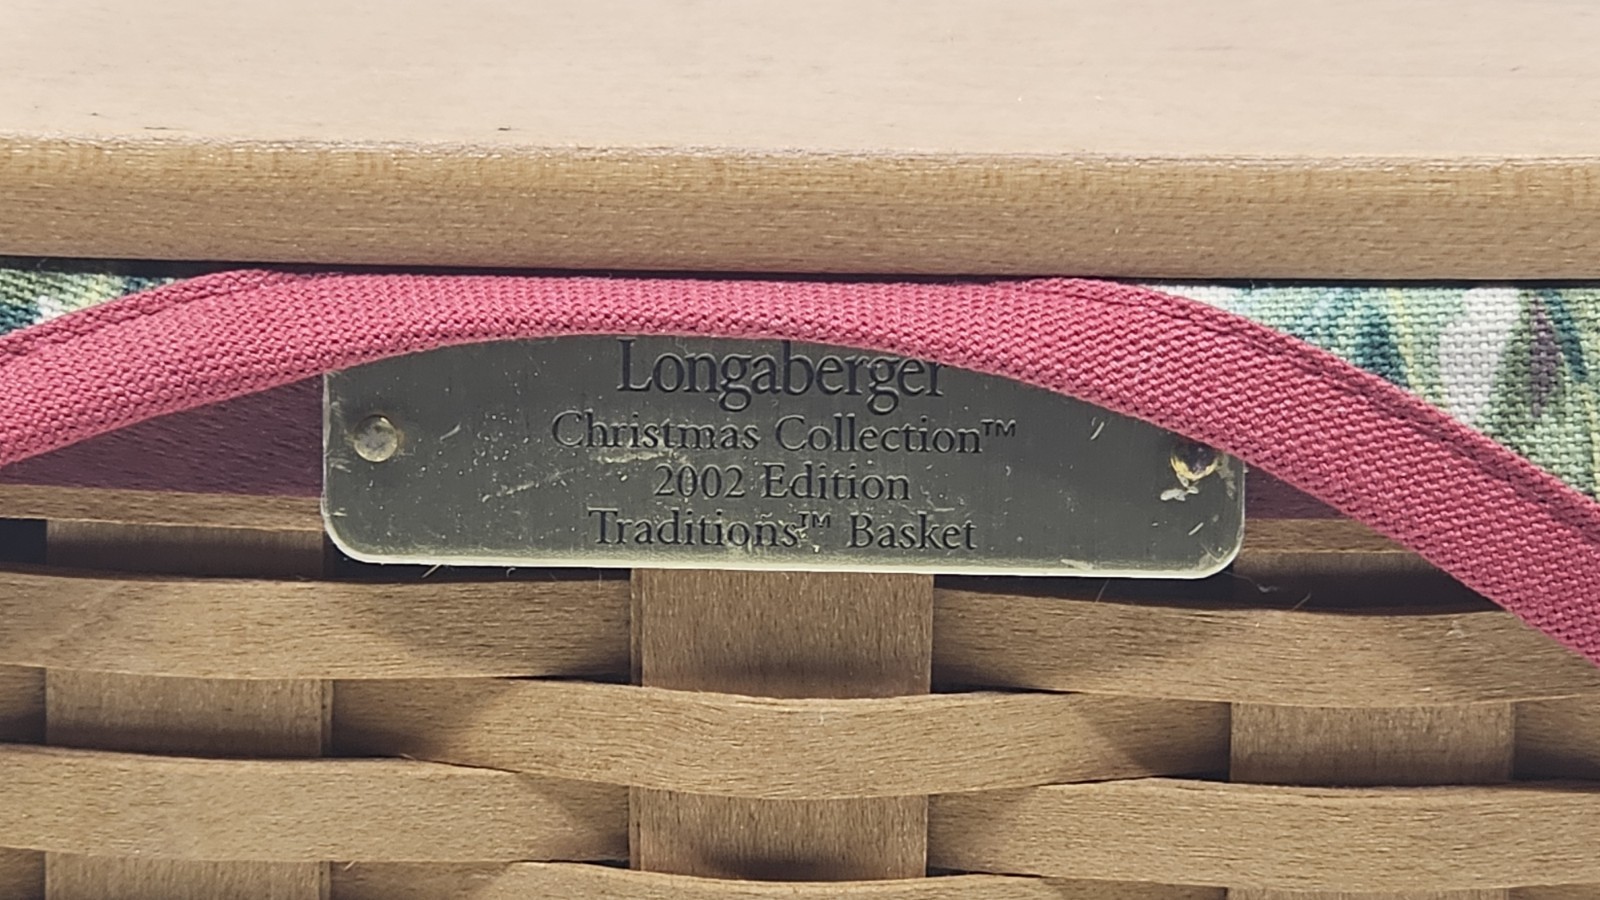 Longaberger
Christmas Collection™
2002 Edition
Traditions™ Basket